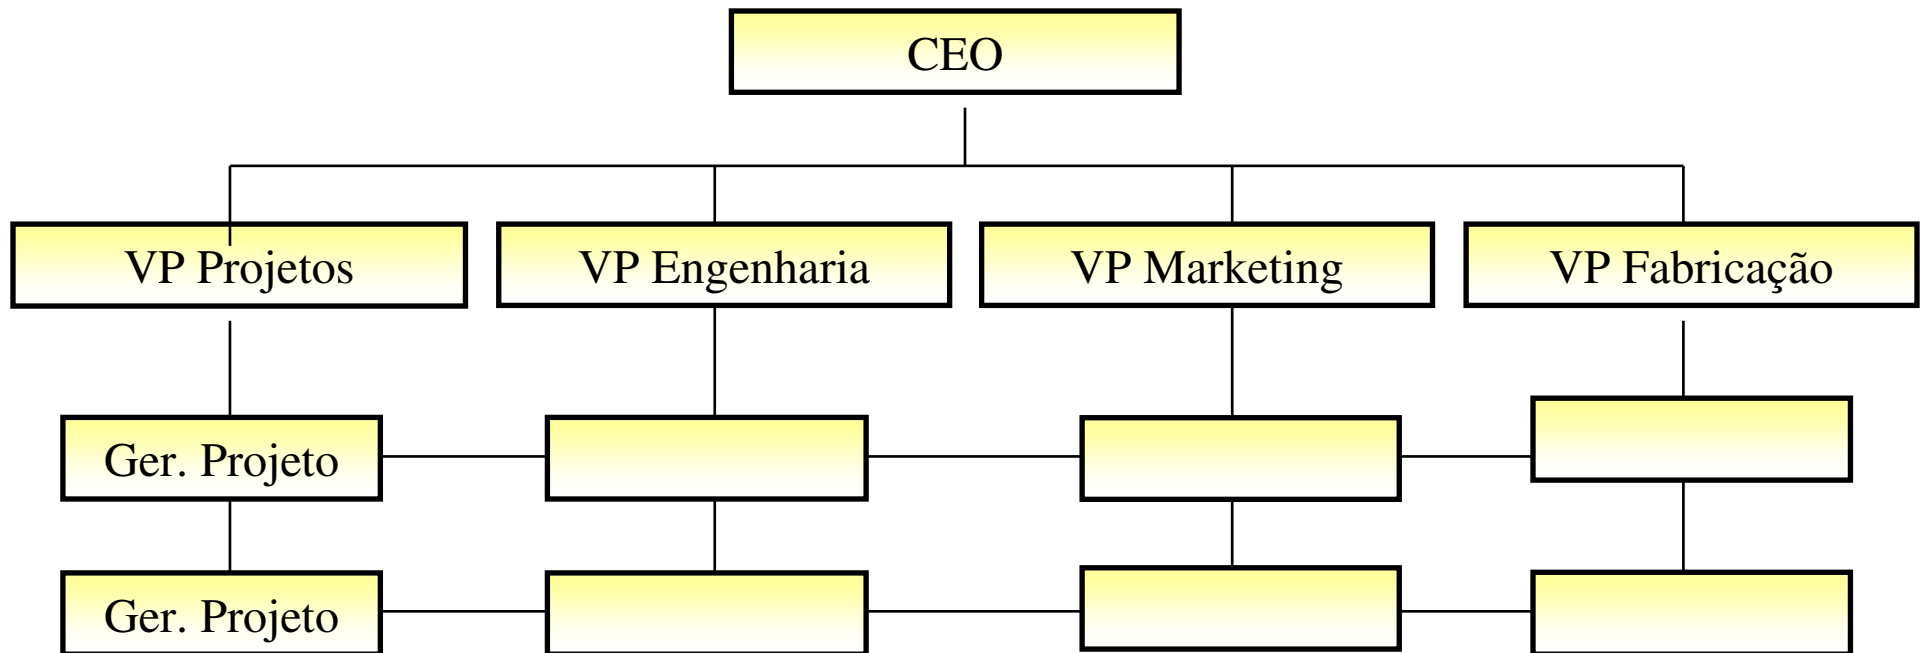 CEO
VP Projetos
VP Engenharia
VP Marketing
VP Fabricação
Ger. Projeto
Ger. Projeto